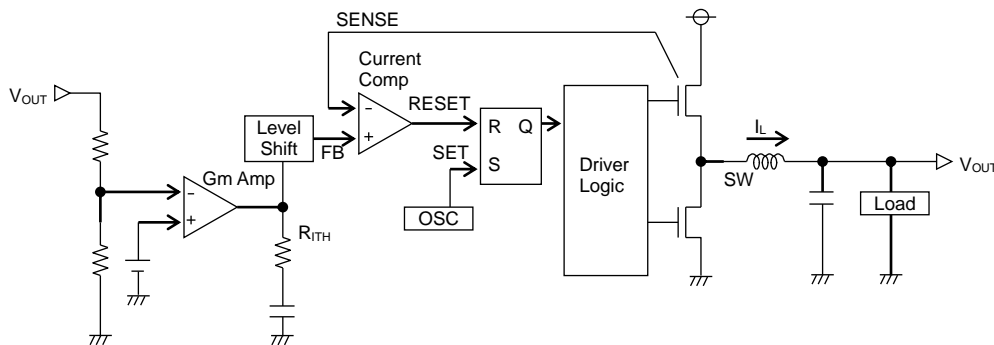 SENSE
Current
Comp
VOUT
-
+
RESET
Level
Shift
FB
R Q
S
SET
OSC
Gm Amp
-
+
RITH
Driver
Logic
IL
SW
VOUT
Load